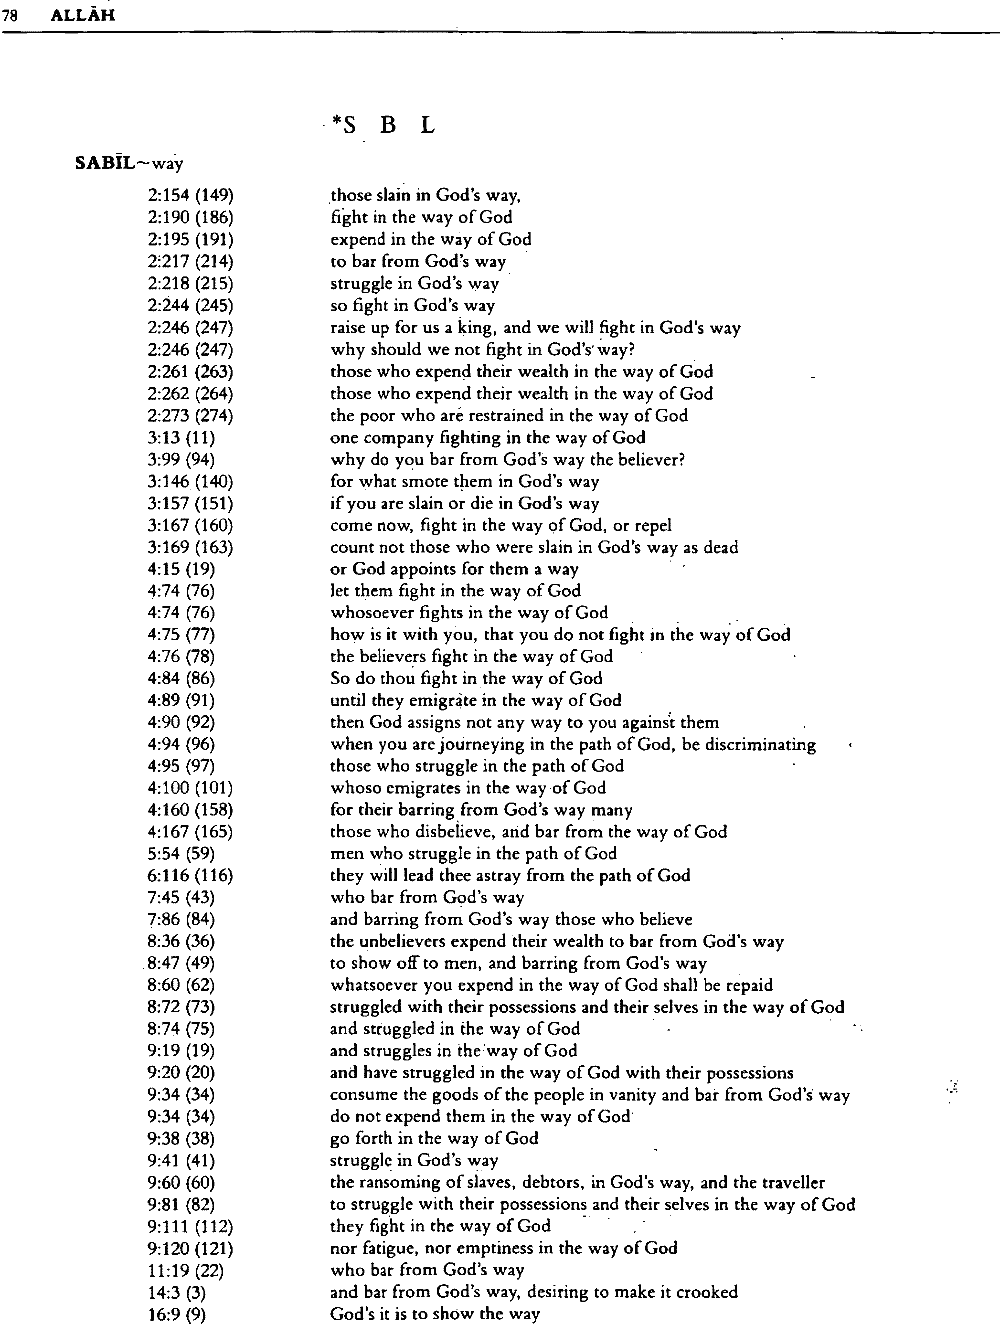 78 ALLĀH
*S B L
SABĪL~way
2:154 (149) those slain in God's way,
2:190 (186) fight in the way of God
2:195 (191) expend in the way of God
2:217 (214) to bar from God's way
2:218 (215) struggle in God's way
2:244 (245) so fight in God's way
2:246 (247) raise up for us a king, and we will fight in God's way
2:246 (247) why should we not fight in God's way?
2:261 (263) those who expend their wealth in the way of God
2:262 (264) those who expend their wealth in the way of God
2:273 (274) the poor who are restrained in the way of God
3:13 (11) one company fighting in the way of God
3:99 (94) why do you bar from God's way the believer?
3:146 (140) for what smote them in God's way
3:157 (151) if you are slain or die in God's way
3:167 (160) come now, fight in the way of God, or repel
3:169 (163) count not those who were slain in God's way as dead
4:15 (19) or God appoints for them a way
4:74 (76) let them fight in the way of God
4:74 (76) whosoever fights in the way of God
4:75 (77) how is it with you, that you do not fight in the way of God
4:76 (78) the believers fight in the way of God
4:84 (86) So do thou fight in the way of God
4:89 (91) until they emigrate in the way of God
4:90 (92) then God assigns not any way to you against them
4:94 (96) when you are journeying in the path of God, be discriminating
4:95 (97) those who struggle in the path of God
4:100 (101) whoso emigrates in the way of God
4:160 (158) for their barring from God's way many
4:167 (165) those who disbelieve, and bar from the way of God
5:54 (59) men who struggle in the path of God
6:116 (116) they will lead thee astray from the path of God
7:45 (43) who bar from God's way
7:86 (84) and barring from God's way those who believe
8:36 (36) the unbelievers expend their wealth to bar from God's way
8:47 (49) to show off to men, and barring from God's way
8:60 (62) whatsoever you expend in the way of God shall be repaid
8:72 (73) struggled with their possessions and their selves in the way of God
8:74 (75) and struggled in the way of God
9:19 (19) and struggles in the way of God
9:20 (20) and have struggled in the way of God with their possessions
9:34 (34) consume the goods of the people in vanity and bar from God's way
9:34 (34) do not expend them in the way of God
9:38 (38) go forth in the way of God
9:41 (41) struggle in God's way
9:60 (60) the ransoming of slaves, debtors, in God's way, and the traveller
9:81 (82) to struggle with their possessions and their selves in the way of God
9:111 (112) they fight in the way of God
9:120 (121) nor fatigue, nor emptiness in the way of God
11:19 (22) who bar from God's way
14:3 (3) and bar from God's way, desiring to make it crooked
16:9 (9) God's it is to show the way